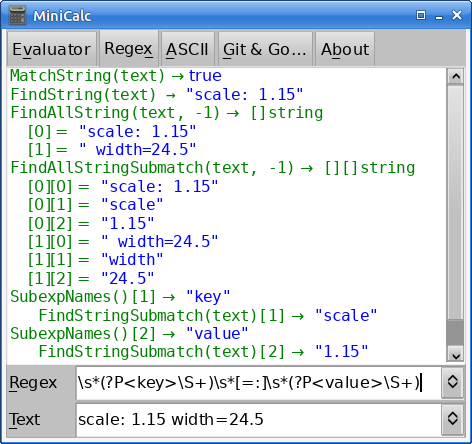 MiniCalc
Evaluator Regex ASCII Git & Go... About
MatchString(text) → true
FindString(text) → "scale: 1.15"
FindAllString(text, -1) → []string
[0] = "scale: 1.15"
[1] = " width=24.5"
FindAllStringSubmatch(text, -1) → [][]string
[0][0] = "scale: 1.15"
[0][1] = "scale"
[0][2] = "1.15"
[1][0] = " width=24.5"
[1][1] = "width"
[1][2] = "24.5"
SubexpNames()[1] → "key"
FindStringSubmatch(text)[1] → "scale"
SubexpNames()[2] → "value"
FindStringSubmatch(text)[2] → "1.15"
Regex \s*(?P<key>\S+)\s*[=:]\s*(?P<value>\S+)
Text scale: 1.15 width=24.5